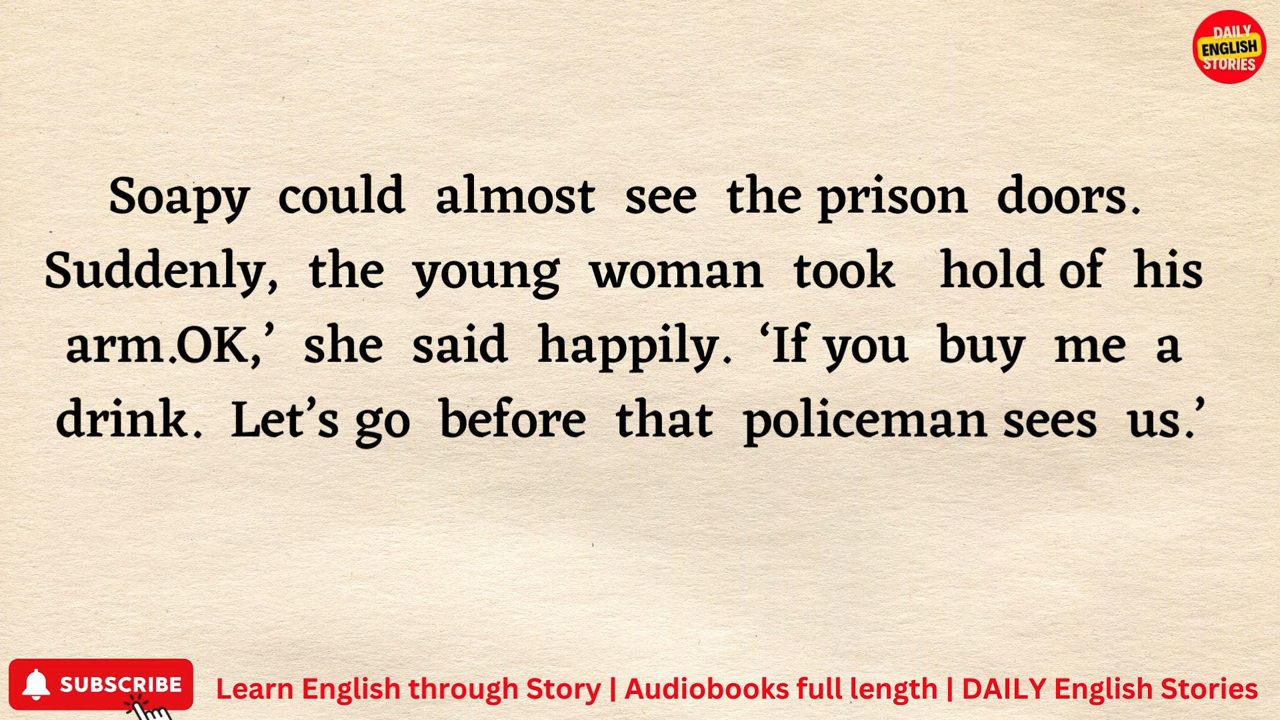 DAILY
ENGLISH
STORIES
Soapy could almost see the prison doors.
Suddenly, the young woman took hold of his
arm.OK,’ she said happily. ‘If you buy me a
drink. Let’s go before that policeman sees us.’
SUBSCRIBE
Learn English through Story | Audiobooks full length | DAILY English Stories